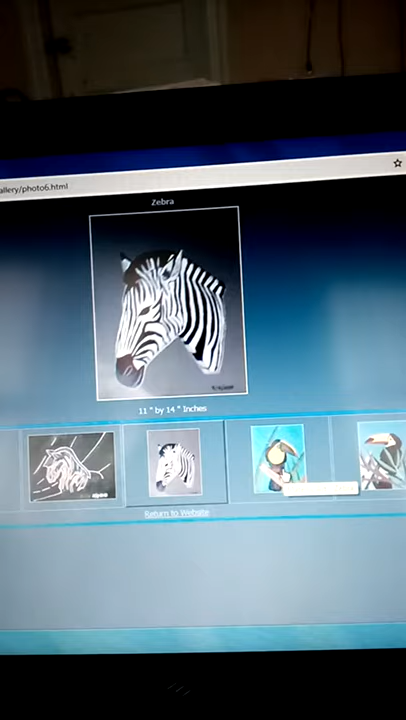 allery/photo6.html
Zebra
11 " by 14 " Inches
Return to Website